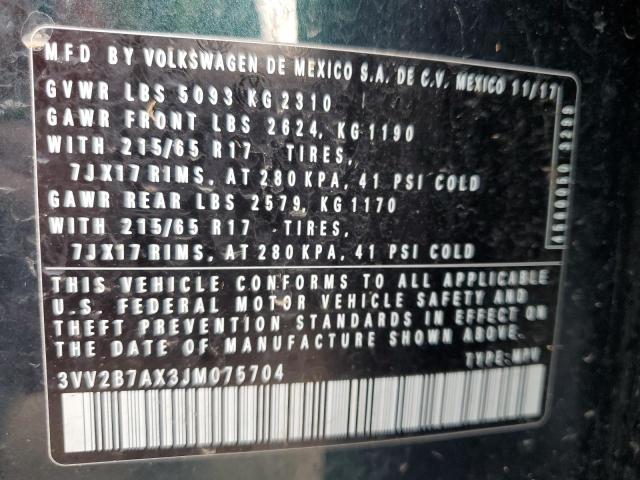 MFD BY VOLKSWAGEN DE MEXICO S.A. DE C.V. MEXICO 11/17
GVWR LBS 5093 KG 2310
GAWR FRONT LBS 2624, KG 1190
WITH 215/65 R17 TIRES,
7JX17 RIMS, AT 280 KPA, 41 PSI COLD
GAWR REAR LBS 2579, KG 1170
WITH 215/65 R17 TIRES,
7JX17 RIMS, AT 280 KPA, 41 PSI COLD
THIS VEHICLE CONFORMS TO ALL APPLICABLE
U.S. FEDERAL MOTOR VEHICLE SAFETY AND
THEFT PREVENTION STANDARDS IN EFFECT ON
THE DATE OF MANUFACTURE SHOWN ABOVE.
TYPE: MPV
3VV2B7AX3JM075704